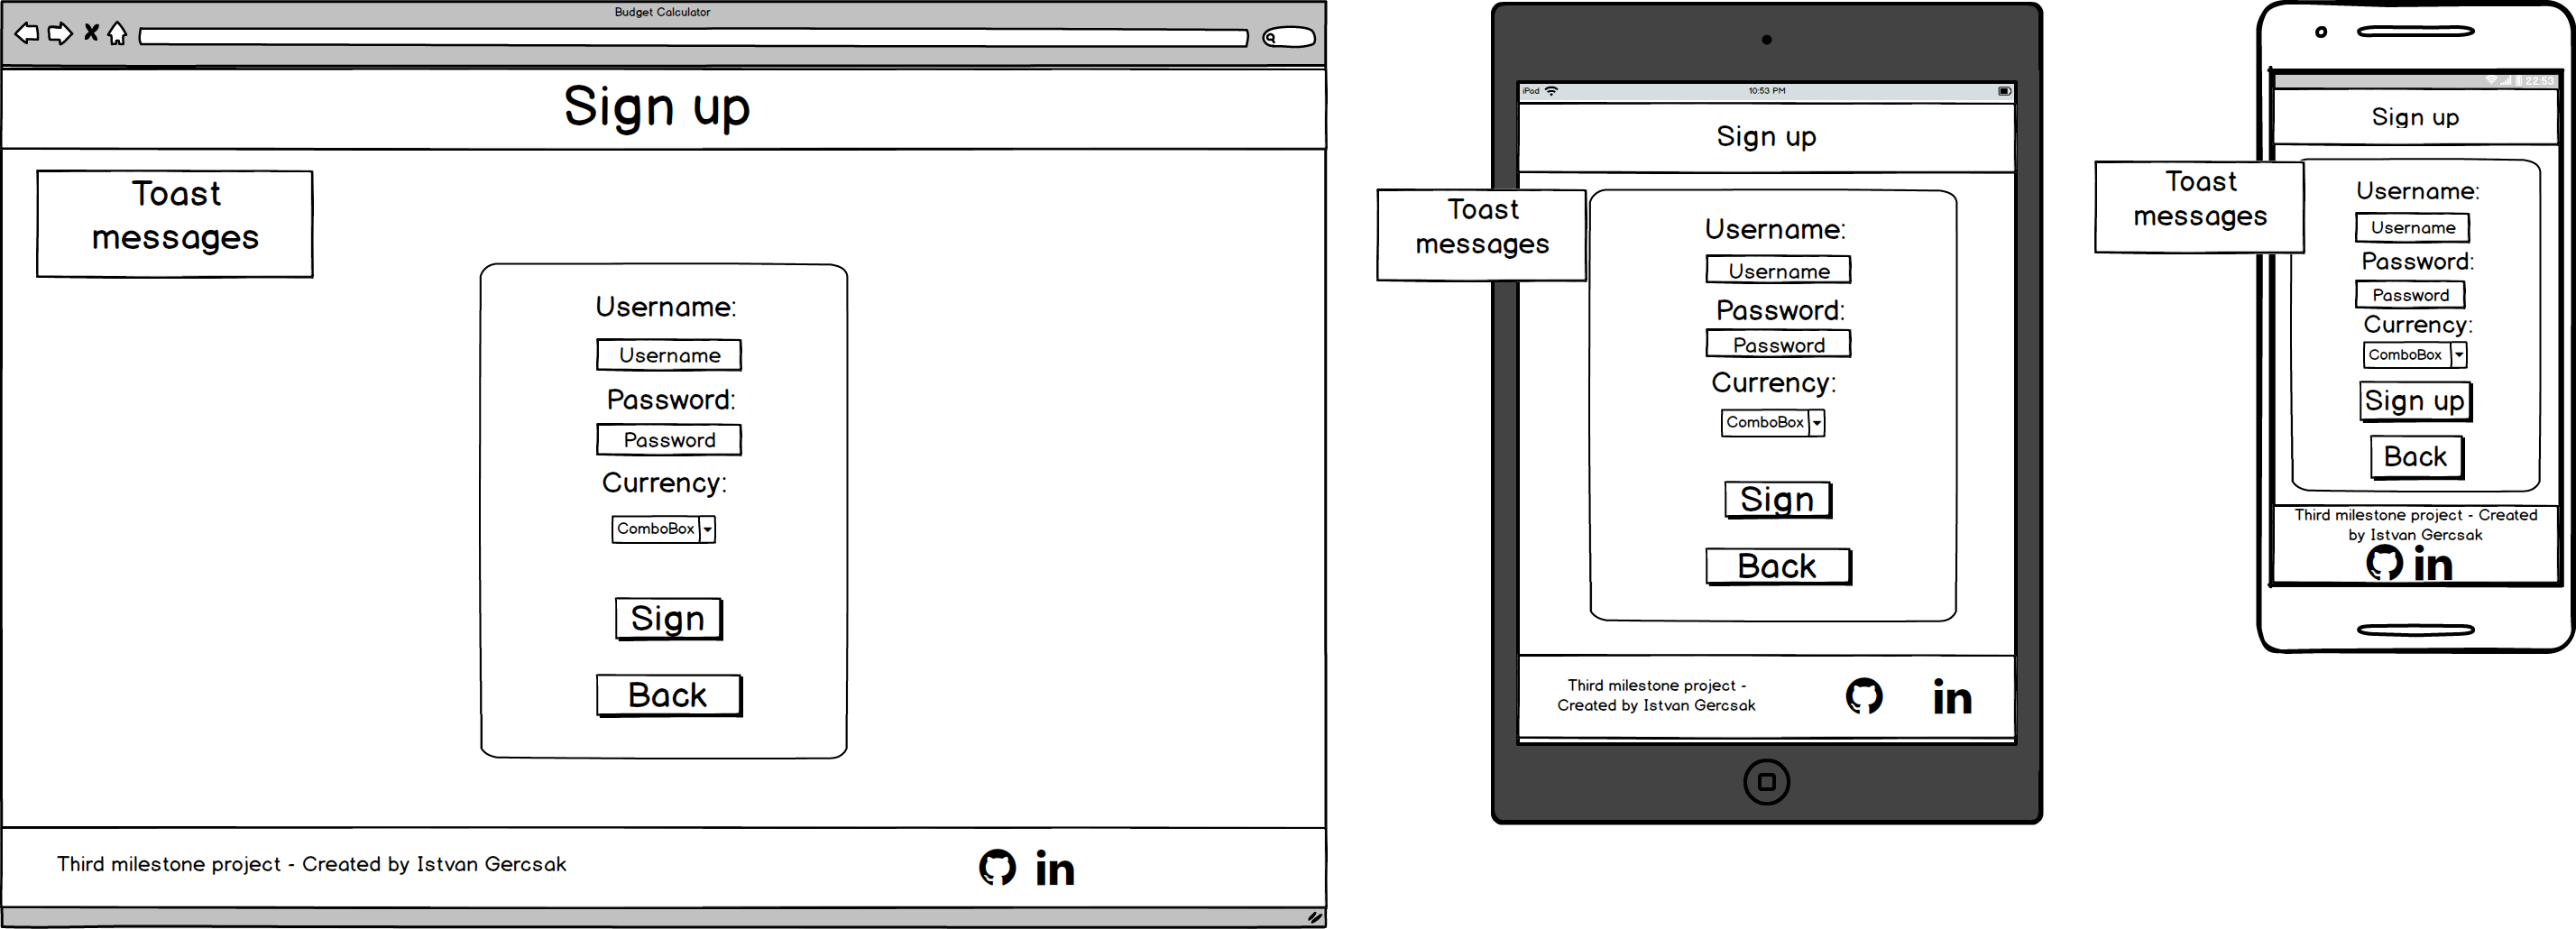 Budget Calculator
Sign up
Toast
messages
Username:
Username
Password:
Password
Currency:
ComboBox
Sign
Back
Third milestone project - Created by Istvan Gercsak
in
iPad
10:53 PM
Sign up
Toast
messages
Username:
Username
Password:
Password
Currency:
ComboBox
Sign
Back
Third milestone project -
Created by Istvan Gercsak
in
22:53
Sign up
Toast
messages
Username:
Username
Password:
Password
Currency:
ComboBox
Sign up
Back
Third milestone project - Created
by Istvan Gercsak
in